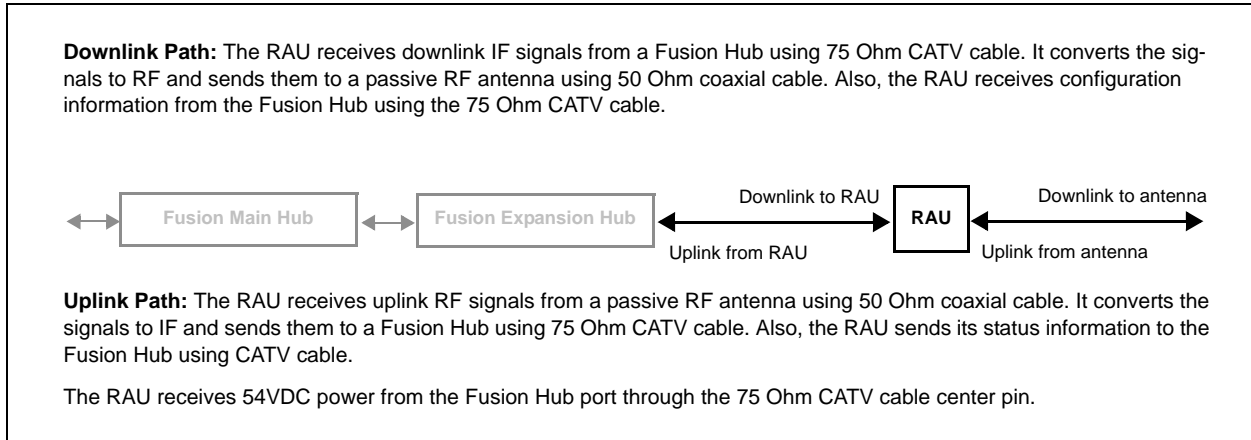 Downlink Path: The RAU receives downlink IF signals from a Fusion Hub using 75 Ohm CATV cable. It converts the sig-
nals to RF and sends them to a passive RF antenna using 50 Ohm coaxial cable. Also, the RAU receives configuration
information from the Fusion Hub using the 75 Ohm CATV cable.
Fusion Main Hub
Fusion Expansion Hub
Downlink to RAU
RAU
Downlink to antenna
Uplink from RAU
Uplink from antenna
Uplink Path: The RAU receives uplink RF signals from a passive RF antenna using 50 Ohm coaxial cable. It converts the
signals to IF and sends them to a Fusion Hub using 75 Ohm CATV cable. Also, the RAU sends its status information to the
Fusion Hub using CATV cable.
The RAU receives 54VDC power from the Fusion Hub port through the 75 Ohm CATV cable center pin.